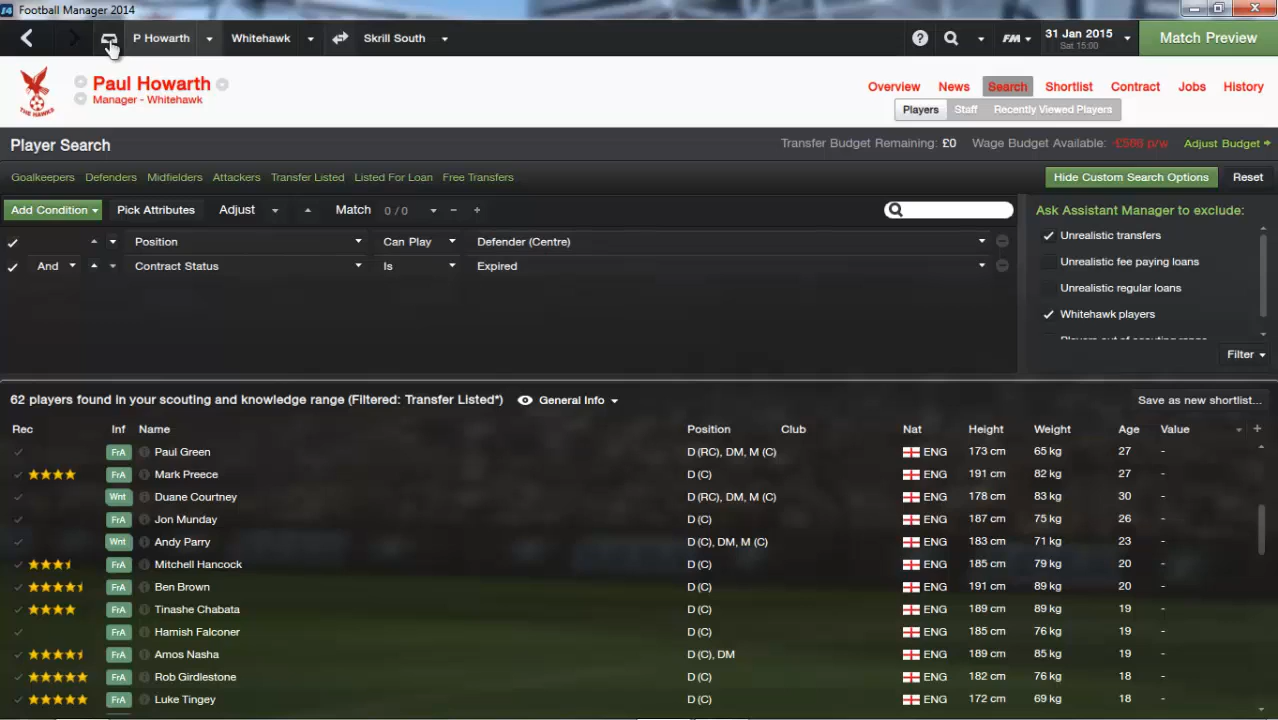 Football Manager 2014
P Howarth Whitehawk Skrill South FM 31 Jan 2015 Match Preview
Sat 15:00
THE HAWKS
Paul Howarth
Manager - Whitehawk
Overview News Search Shortlist Contract Jobs History
Players Staff Recently Viewed Players
Player Search Transfer Budget Remaining: £0 Wage Budget Available: Adjust Budget
Goalkeepers Defenders Midfielders Attackers Transfer Listed Listed For Loan Free Transfers Hide Custom Search Options Reset
Add Condition Pick Attributes Adjust Match 0 / 0 - +
Ask Assistant Manager to exclude:
Position Can Play Defender (Centre)
And Contract Status Is Expired
Unrealistic transfers
Unrealistic fee paying loans
Unrealistic regular loans
Whitehawk players
Players out of scouting range
Filter
62 players found in your scouting and knowledge range (Filtered: Transfer Listed*) General Info Save as new shortlist...
Rec Inf Name Position Club Nat Height Weight Age Value +
FrA Paul Green D (RC), DM, M (C) ENG 173 cm 65 kg 27 -
FrA Mark Preece D (C) ENG 191 cm 82 kg 27 -
Wnt Duane Courtney D (RC), DM, M (C) ENG 178 cm 83 kg 30 -
FrA Jon Munday D (C) ENG 187 cm 75 kg 26 -
Wnt Andy Parry D (C), DM, M (C) ENG 183 cm 71 kg 23 -
FrA Mitchell Hancock D (C) ENG 185 cm 79 kg 20 -
FrA Ben Brown D (C) ENG 191 cm 89 kg 20 -
FrA Tinashe Chabata D (C) ENG 189 cm 89 kg 19 -
FrA Hamish Falconer D (C) ENG 185 cm 76 kg 19 -
FrA Amos Nasha D (C), DM ENG 189 cm 85 kg 19 -
FrA Rob Girdlestone D (C) ENG 182 cm 76 kg 18 -
FrA Luke Tingey D (C) ENG 172 cm 69 kg 18 -